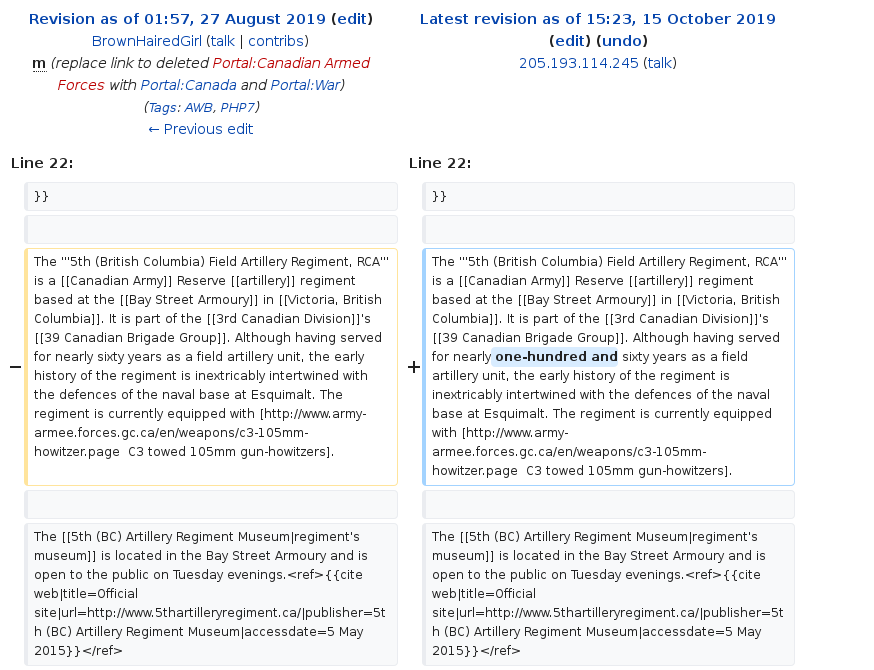 Revision as of 01:57, 27 August 2019 (edit)
BrownHairedGirl (talk | contribs)
m (replace link to deleted Portal:Canadian Armed
Forces with Portal:Canada and Portal:War)
(Tags: AWB, PHP7)
← Previous edit
Latest revision as of 15:23, 15 October 2019
(edit) (undo)
205.193.114.245 (talk)
Line 22:
}}
The '''5th (British Columbia) Field Artillery Regiment, RCA'''
is a [[Canadian Army]] Reserve [[artillery]] regiment
based at the [[Bay Street Armoury]] in [[Victoria, British
Columbia]]. It is part of the [[3rd Canadian Division]]'s
[[39 Canadian Brigade Group]]. Although having served
− for nearly sixty years as a field artillery unit, the early
history of the regiment is inextricably intertwined with
the defences of the naval base at Esquimalt. The
regiment is currently equipped with [http://www.army-
armee.forces.gc.ca/en/weapons/c3-105mm-
howitzer.page  C3 towed 105mm gun-howitzers].
The [[5th (BC) Artillery Regiment Museum|regiment's
museum]] is located in the Bay Street Armoury and is
open to the public on Tuesday evenings.<ref>{{cite
web|title=Official
site|url=http://www.5thartilleryregiment.ca/|publisher=5t
h (BC) Artillery Regiment Museum|accessdate=5 May
2015}}</ref>
Line 22:
}}
The '''5th (British Columbia) Field Artillery Regiment, RCA'''
is a [[Canadian Army]] Reserve [[artillery]] regiment
based at the [[Bay Street Armoury]] in [[Victoria, British
Columbia]]. It is part of the [[3rd Canadian Division]]'s
[[39 Canadian Brigade Group]]. Although having served
+ for nearly one-hundred and sixty years as a field
artillery unit, the early history of the regiment is
inextricably intertwined with the defences of the naval
base at Esquimalt. The regiment is currently equipped
with [http://www.army-
armee.forces.gc.ca/en/weapons/c3-105mm-
howitzer.page  C3 towed 105mm gun-howitzers].
The [[5th (BC) Artillery Regiment Museum|regiment's
museum]] is located in the Bay Street Armoury and is
open to the public on Tuesday evenings.<ref>{{cite
web|title=Official
site|url=http://www.5thartilleryregiment.ca/|publisher=5t
h (BC) Artillery Regiment Museum|accessdate=5 May
2015}}</ref>